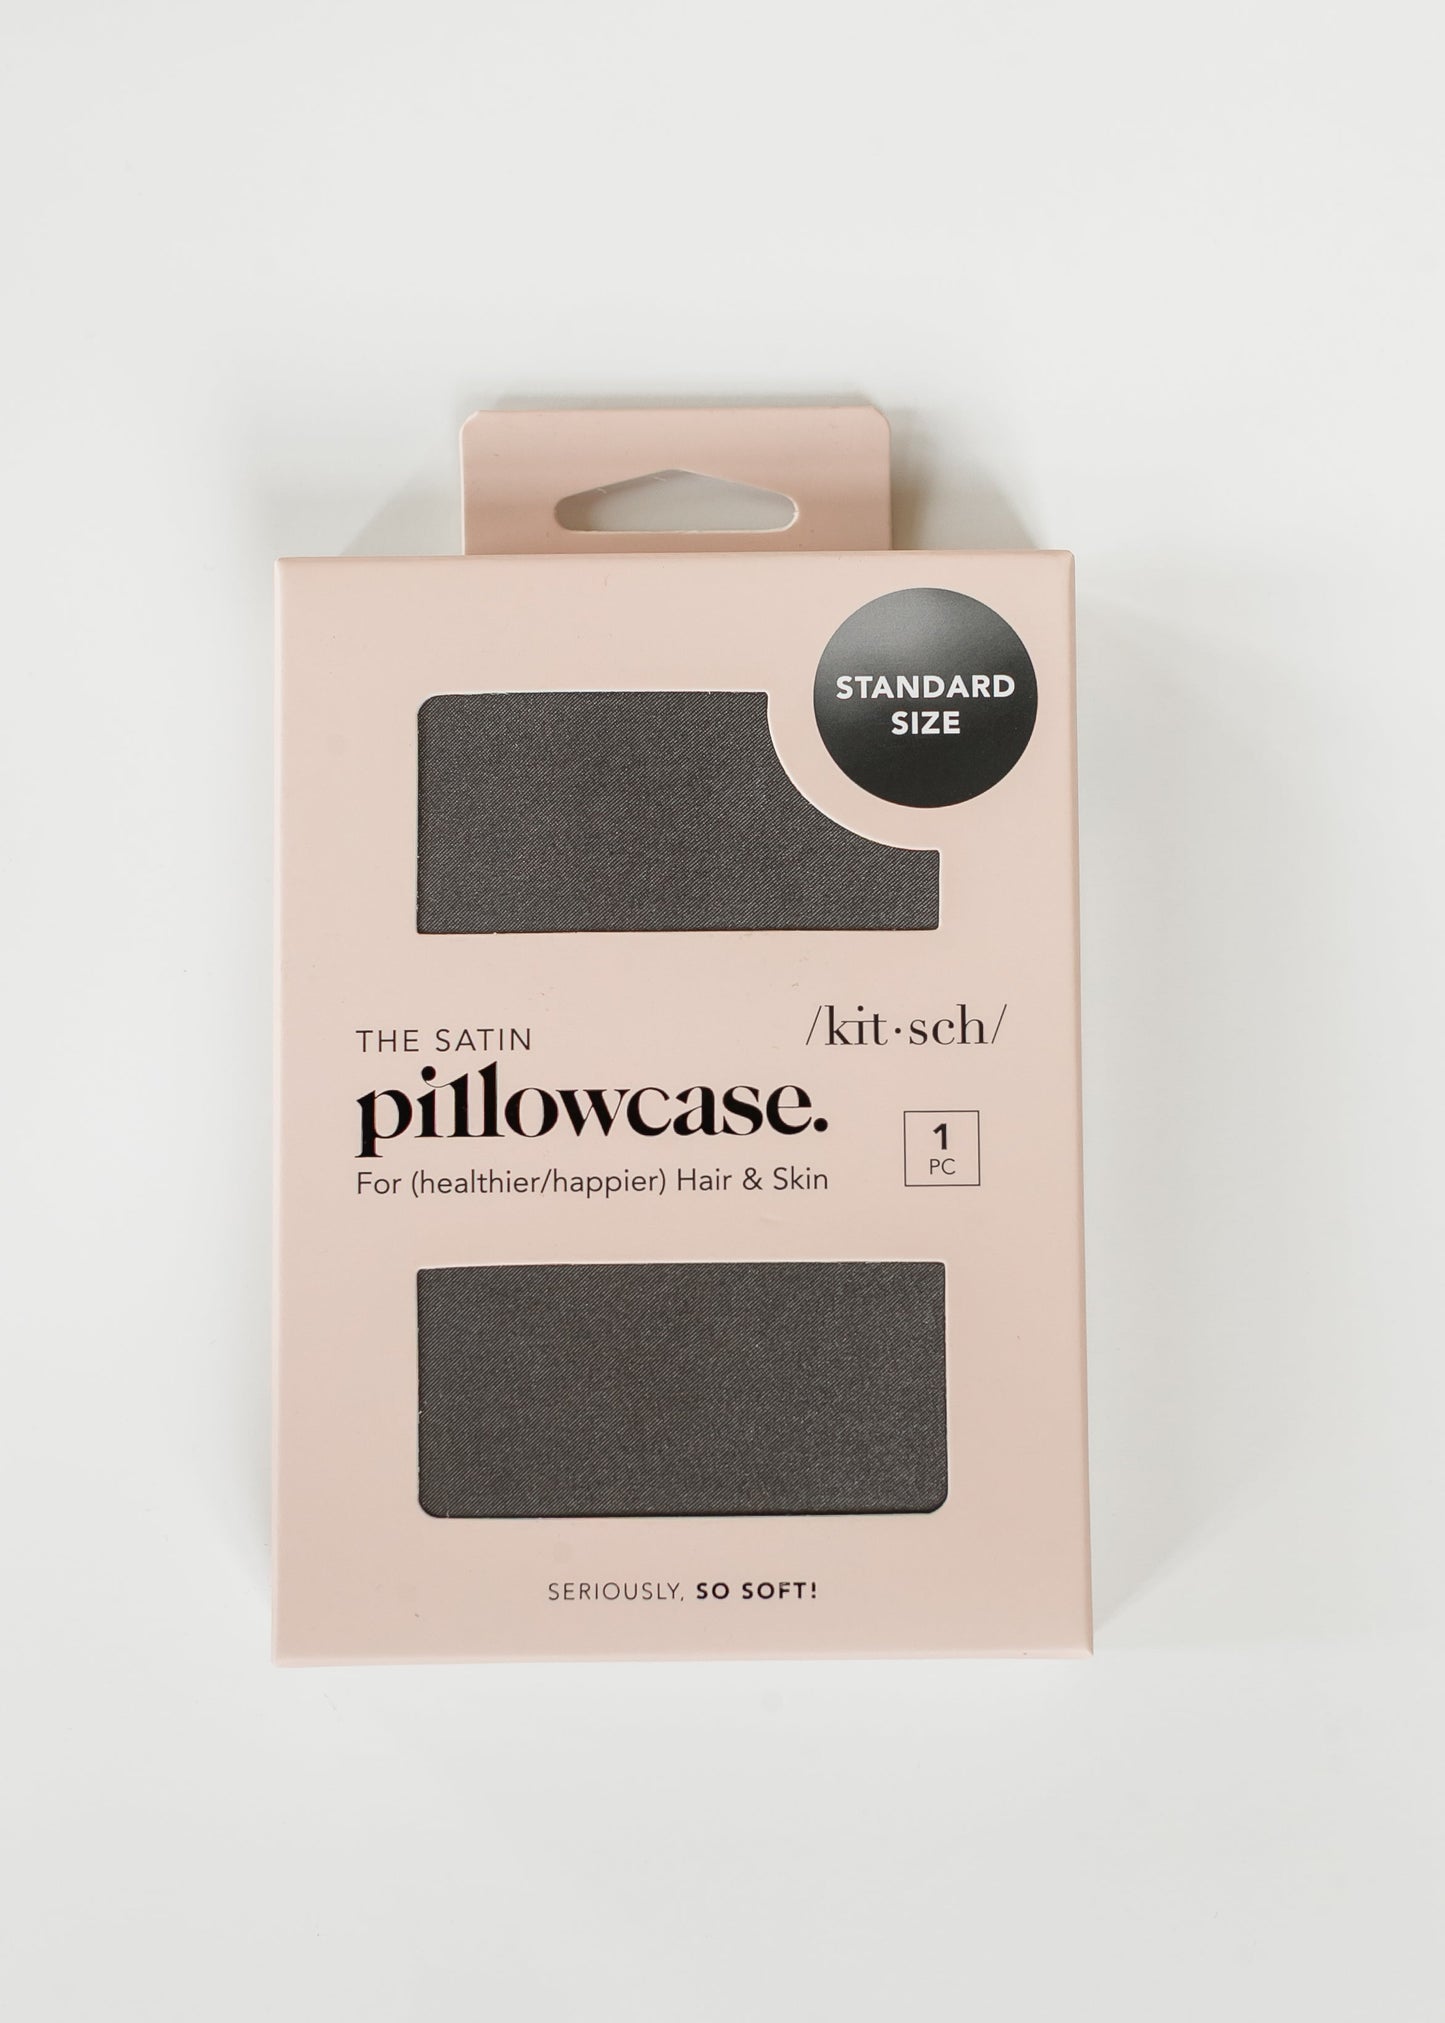 STANDARD
SIZE
/kit·sch/
THE SATIN
pillowcase.
For (healthier/happier) Hair & Skin
1
PC
SERIOUSLY, SO SOFT!